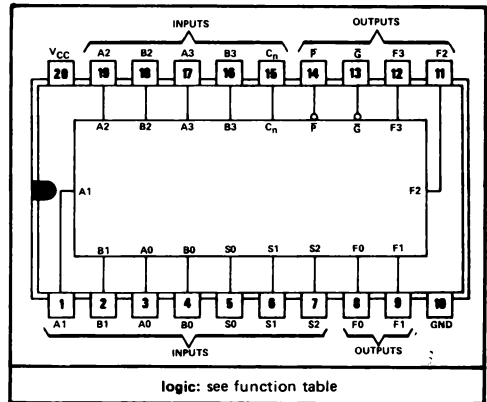 INPUTS OUTPUTS
VCC A2 B2 A3 B3 Cn P̅ G̅ F3 F2
20 19 18 17 16 15 14 13 12 11
A2 B2 A3 B3 Cn P̅ G̅ F3
A1 F2
B1 A0 B0 S0 S1 S2 F0 F1
1 2 3 4 5 6 7 8 9 10
A1 B1 A0 B0 S0 S1 S2 F0 F1 GND
INPUTS OUTPUTS
logic: see function table